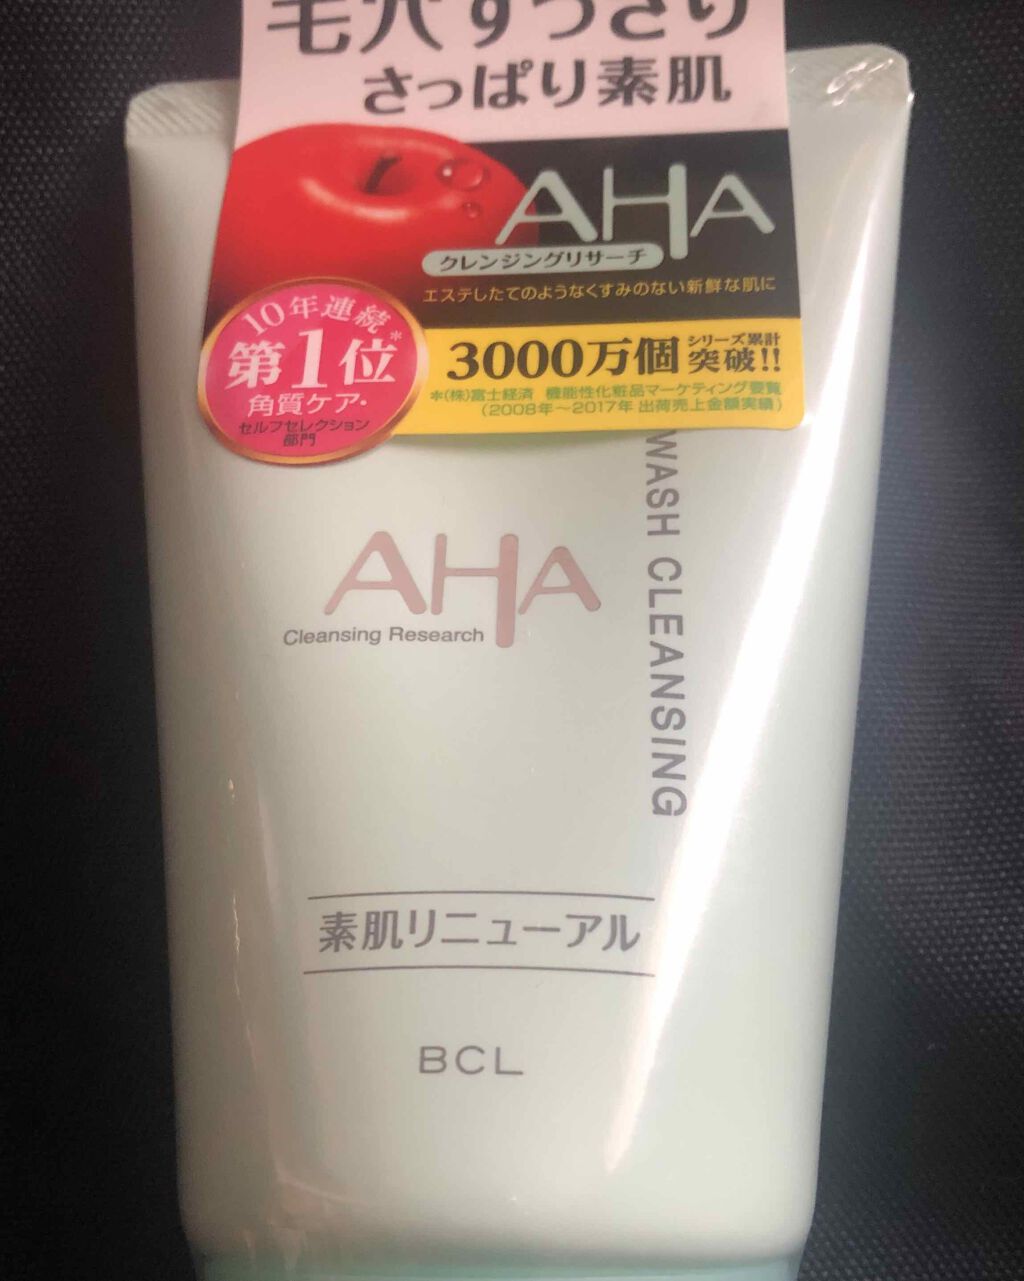 毛穴すっきり
さっぱり素肌
AHA
クレンジングリサーチ
エステしたてのようなくすみのない新鮮な肌に
10年連続*
第1位
角質ケア・
セルフセレクション
部門
3000万個
シリーズ累計
突破!!
*(株)富士経済 機能性化粧品マーケティング要覧
(2008年～2017年 出荷売上金額実績)
WASH CLEANSING
AHA
Cleansing Research
素肌リニューアル
BCL